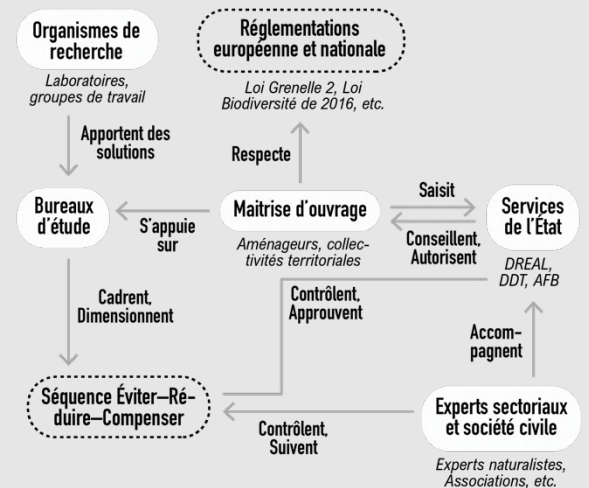 Organismes de
recherche
Laboratoires,
groupes de travail
Réglementations
européenne et nationale
Loi Grenelle 2, Loi
Biodiversité de 2016, etc.
Apportent des
solutions
Respecte
Bureaux
d'étude
S'appuie
sur
Maitrise d'ouvrage
Aménageurs, collec-
tivités territoriales
Saisit
Conseillent,
Autorisent
Services
de l'État
DREAL,
DDT, AFB
Cadrent,
Dimensionnent
Contrôlent,
Approuvent
Accom-
pagnent
Séquence Éviter–Ré-
duire–Compenser
Contrôlent,
Suivent
Experts sectoriaux
et société civile
Experts naturalistes,
Associations, etc.